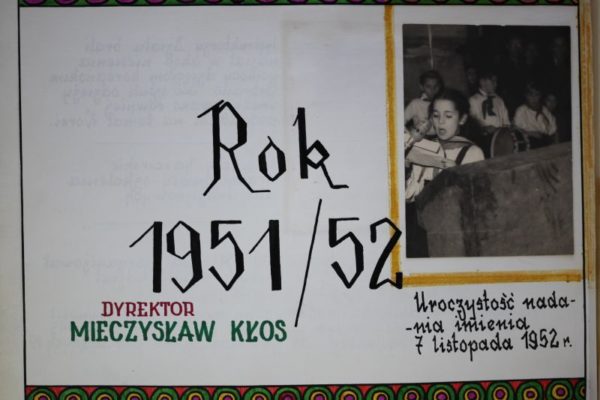 Rok
1951/52
DYREKTOR
MIECZYSŁAW KŁOS
Uroczystość nada-
-nia imienia
7 listopada 1952 r.